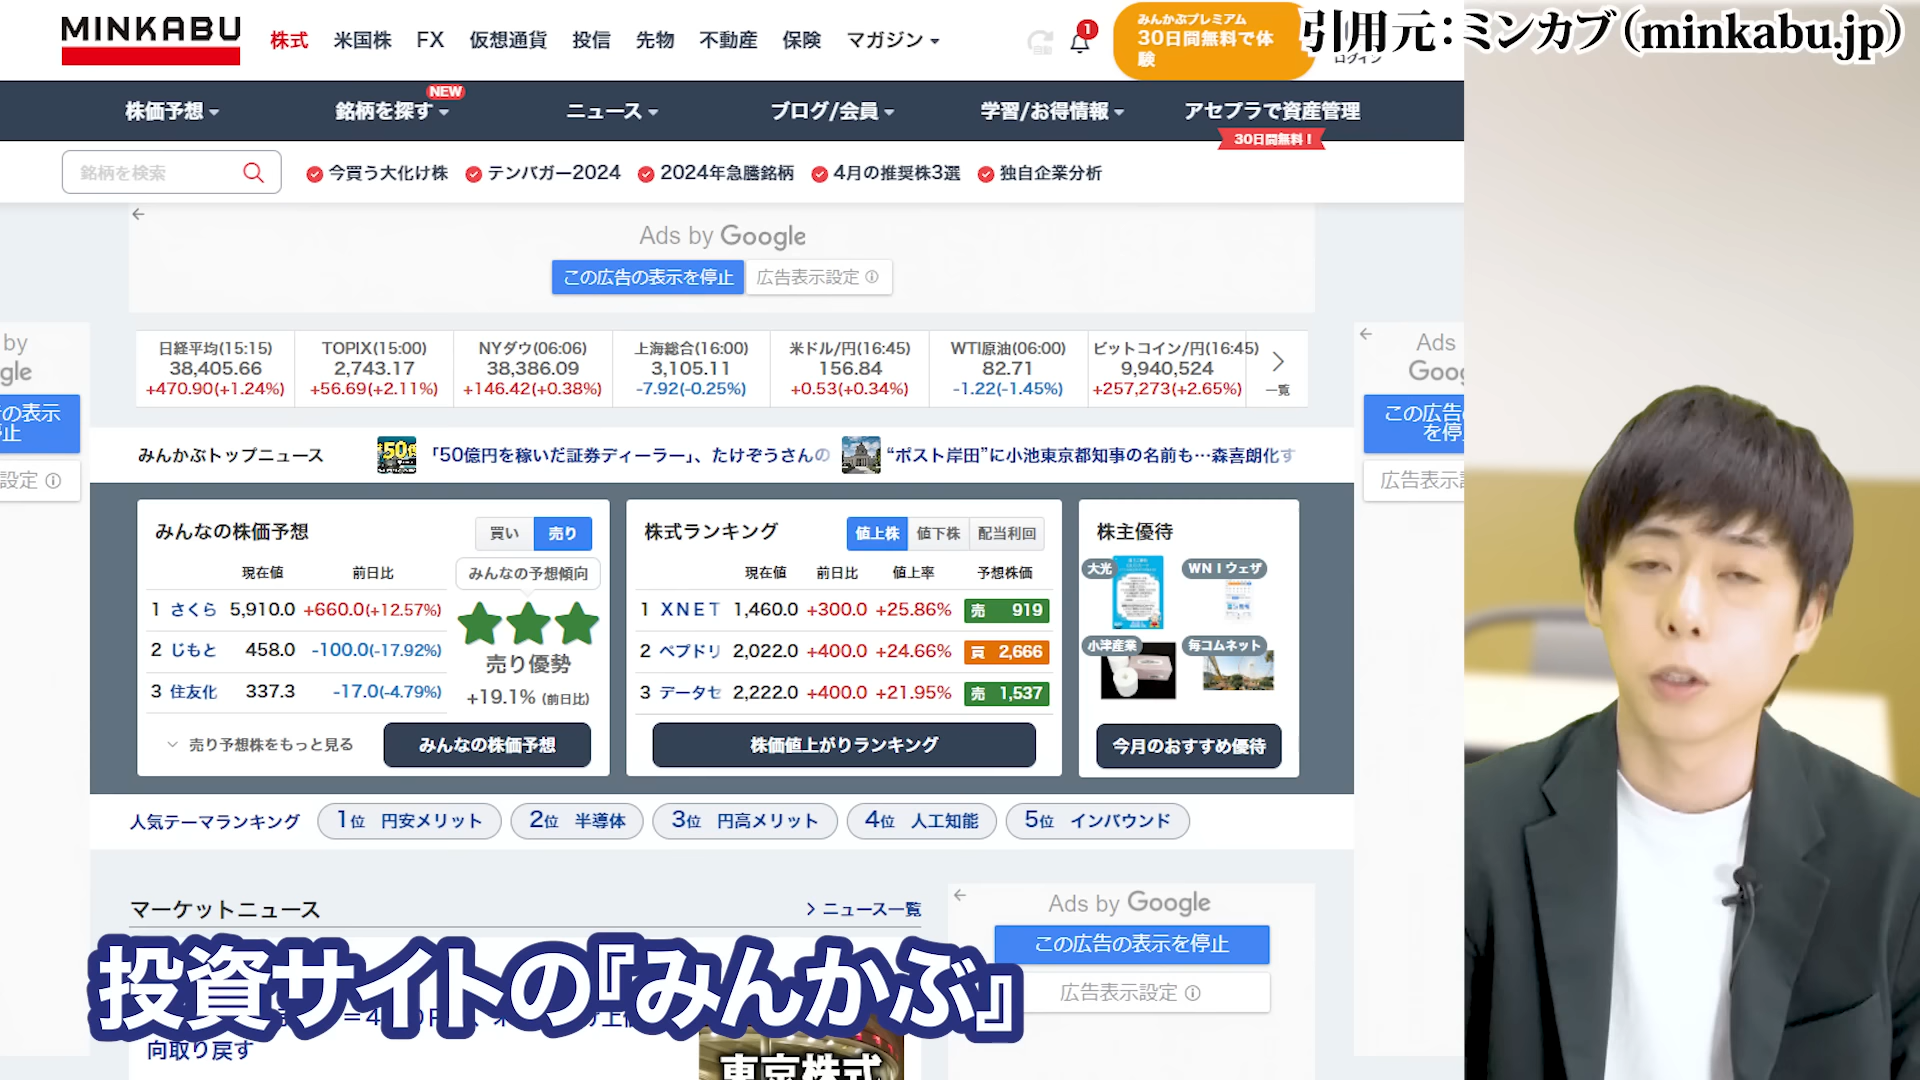 MINKABU
株式 米国株 FX 仮想通貨 投信 先物 不動産 保険 マガジン
1
みんかぶプレミアム
30日間無料で体
験
引用元：ミンカブ（minkabu.jp）
ログイン
株価予想 銘柄を探す ニュース ブログ/会員 学習/お得情報 アセプラで資産管理
NEW
30日間無料！
銘柄を検索
今買う大化け株 テンバガー2024 2024年急騰銘柄 4月の推奨株3選 独自企業分析
Ads by Google
この広告の表示を停止 広告表示設定
by
gle
の表示
止
設定
Ads
Goog
この広告
を停
広告表示
日経平均(15:15) TOPIX(15:00) NYダウ(06:06) 上海総合(16:00) 米ドル/円(16:45) WTI原油(06:00) ビットコイン/円(16:45)
38,405.66 2,743.17 38,386.09 3,105.11 156.84 82.71 9,940,524
+470.90(+1.24%) +56.69(+2.11%) +146.42(+0.38%) -7.92(-0.25%) +0.53(+0.34%) -1.22(-1.45%) +257,273(+2.65%) 一覧
みんかぶトップニュース 50億 「50億円を稼いだ証券ディーラー」、たけぞうさんの “ポスト岸田”に小池東京都知事の名前も…森喜朗化す
みんなの株価予想 買い 売り
現在値 前日比 みんなの予想傾向
1 さくら 5,910.0 +660.0(+12.57%)
2 じもと 458.0 -100.0(-17.92%)
3 住友化 337.3 -17.0(-4.79%)
売り優勢
+19.1% (前日比)
売り予想株をもっと見る みんなの株価予想
株式ランキング 値上株 値下株 配当利回
現在値 前日比 値上率 予想株価
1 XNET 1,460.0 +300.0 +25.86% 売 919
2 ペプドリ 2,022.0 +400.0 +24.66% 買 2,666
3 データセ 2,222.0 +400.0 +21.95% 売 1,537
株価値上がりランキング
株主優待
大光 WNIウェザ
小津産業 毎コムネット
今月のおすすめ優待
人気テーマランキング 1位 円安メリット 2位 半導体 3位 円高メリット 4位 人工知能 5位 インバウンド
マーケットニュース ニュース一覧
Ads by Google
この広告の表示を停止
広告表示設定
投資サイトの『みんかぶ』
向取り戻す
東京株式